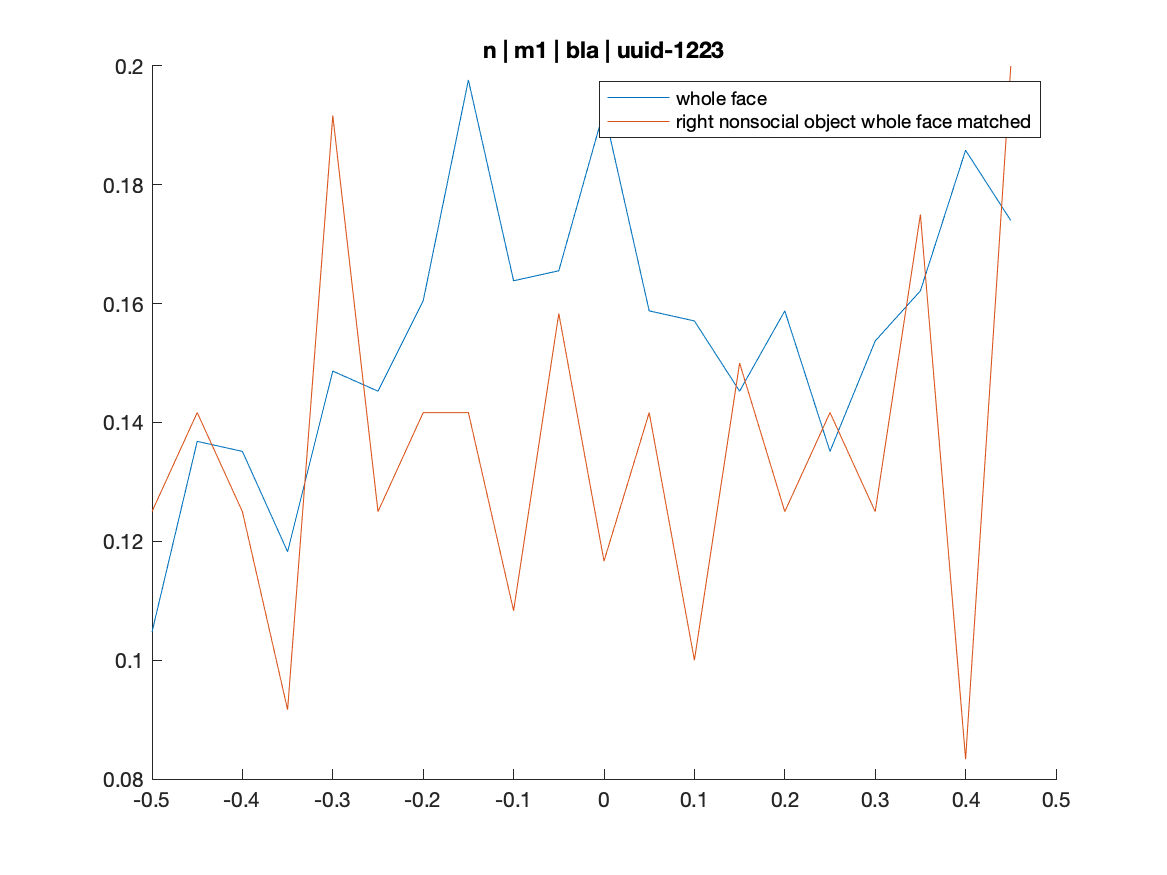 n | m1 | bla | uuid-1223
whole face
right nonsocial object whole face matched
0.2
0.18
0.16
0.14
0.12
0.1
0.08
-0.5 -0.4 -0.3 -0.2 -0.1 0 0.1 0.2 0.3 0.4 0.5